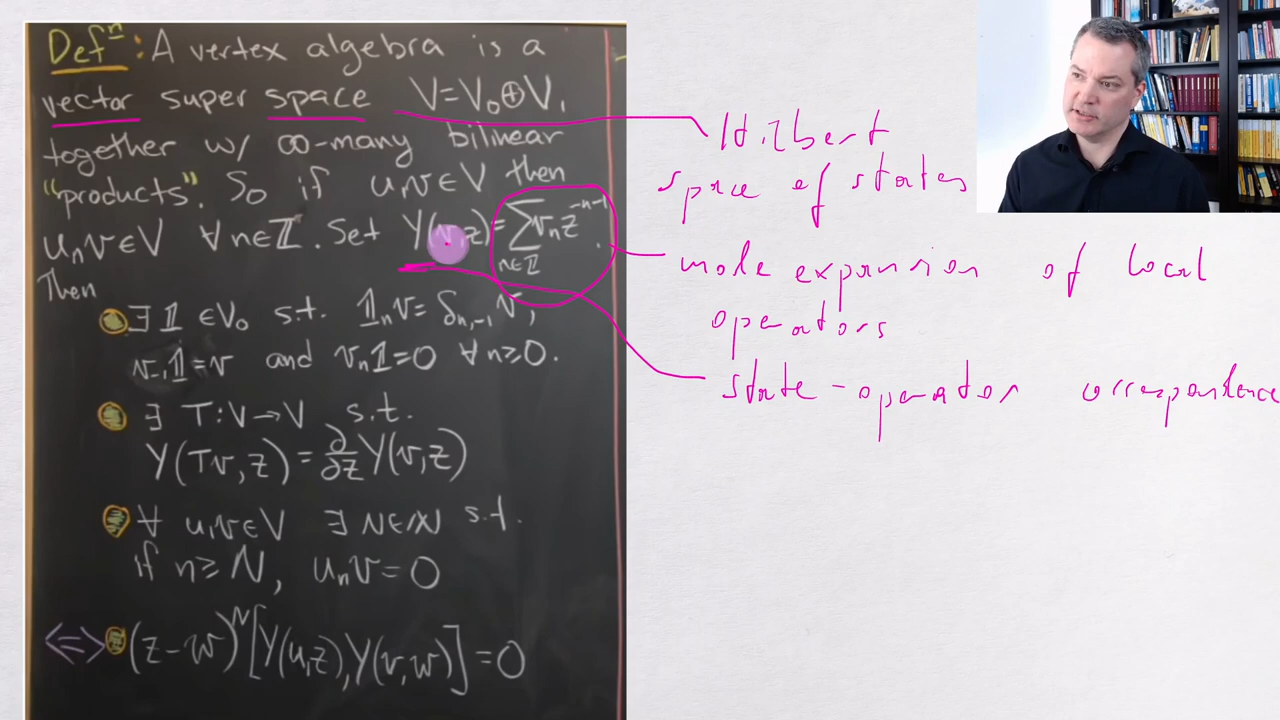 Defⁿ: A vertex algebra is a
vector super space V=V₀⊕V₁
together w/ ∞-many bilinear
"products". So if u,v∈V then
uₙv∈V ∀n∈ℤ. Set Y(v,z)=∑vₙz⁻ⁿ⁻¹.
n∈ℤ
Then
∃ 𝟙 ∈V₀ s.t. 𝟙ₙv=δₙ,₋₁v,
v₋₁𝟙=v and vₙ𝟙=0 ∀n≥0.
∃ T:V→V s.t.
Y(Tv,z)=∂/∂z Y(v,z)
∀ u,v∈V ∃ N∈ℕ s.t.
if n≥N, uₙv=0
<=> (z-w)ᴺ[Y(u,z),Y(v,w)]=0
Hilbert
space of states
mode expansion of local
operators
state-operator correspondence